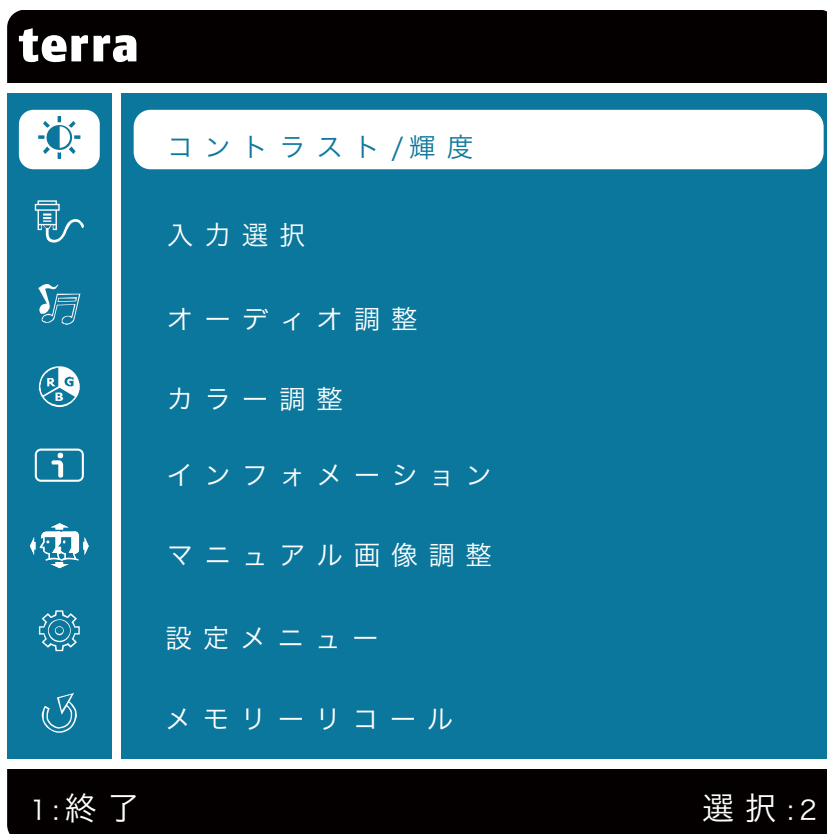 terra
コントラスト/輝度
入力選択
オーディオ調整
R G
B
カラー調整
i
インフォメーション
マニュアル画像調整
設定メニュー
メモリーリコール
1:終了
選択:2